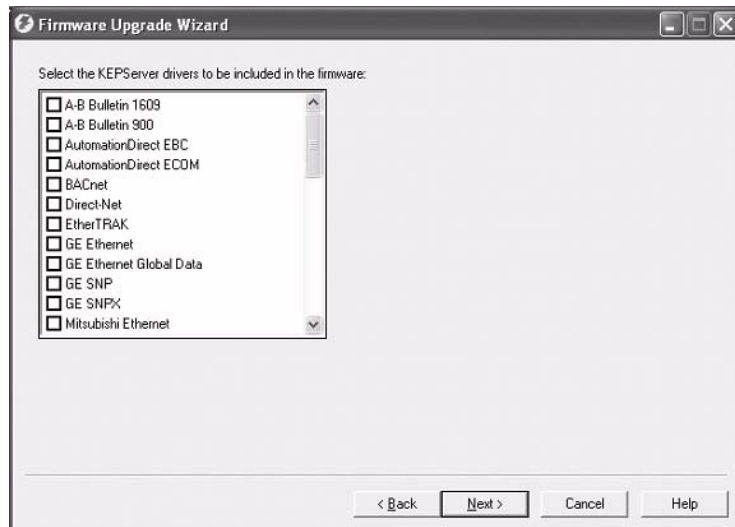 Firmware Upgrade Wizard
Select the KEPServer drivers to be included in the firmware:
A-B Bulletin 1609
A-B Bulletin 900
AutomationDirect EBC
AutomationDirect ECOM
BACnet
Direct-Net
EtherTRAK
GE Ethernet
GE Ethernet Global Data
GE SNP
GE SNPX
Mitsubishi Ethernet
< Back
Next >
Cancel
Help